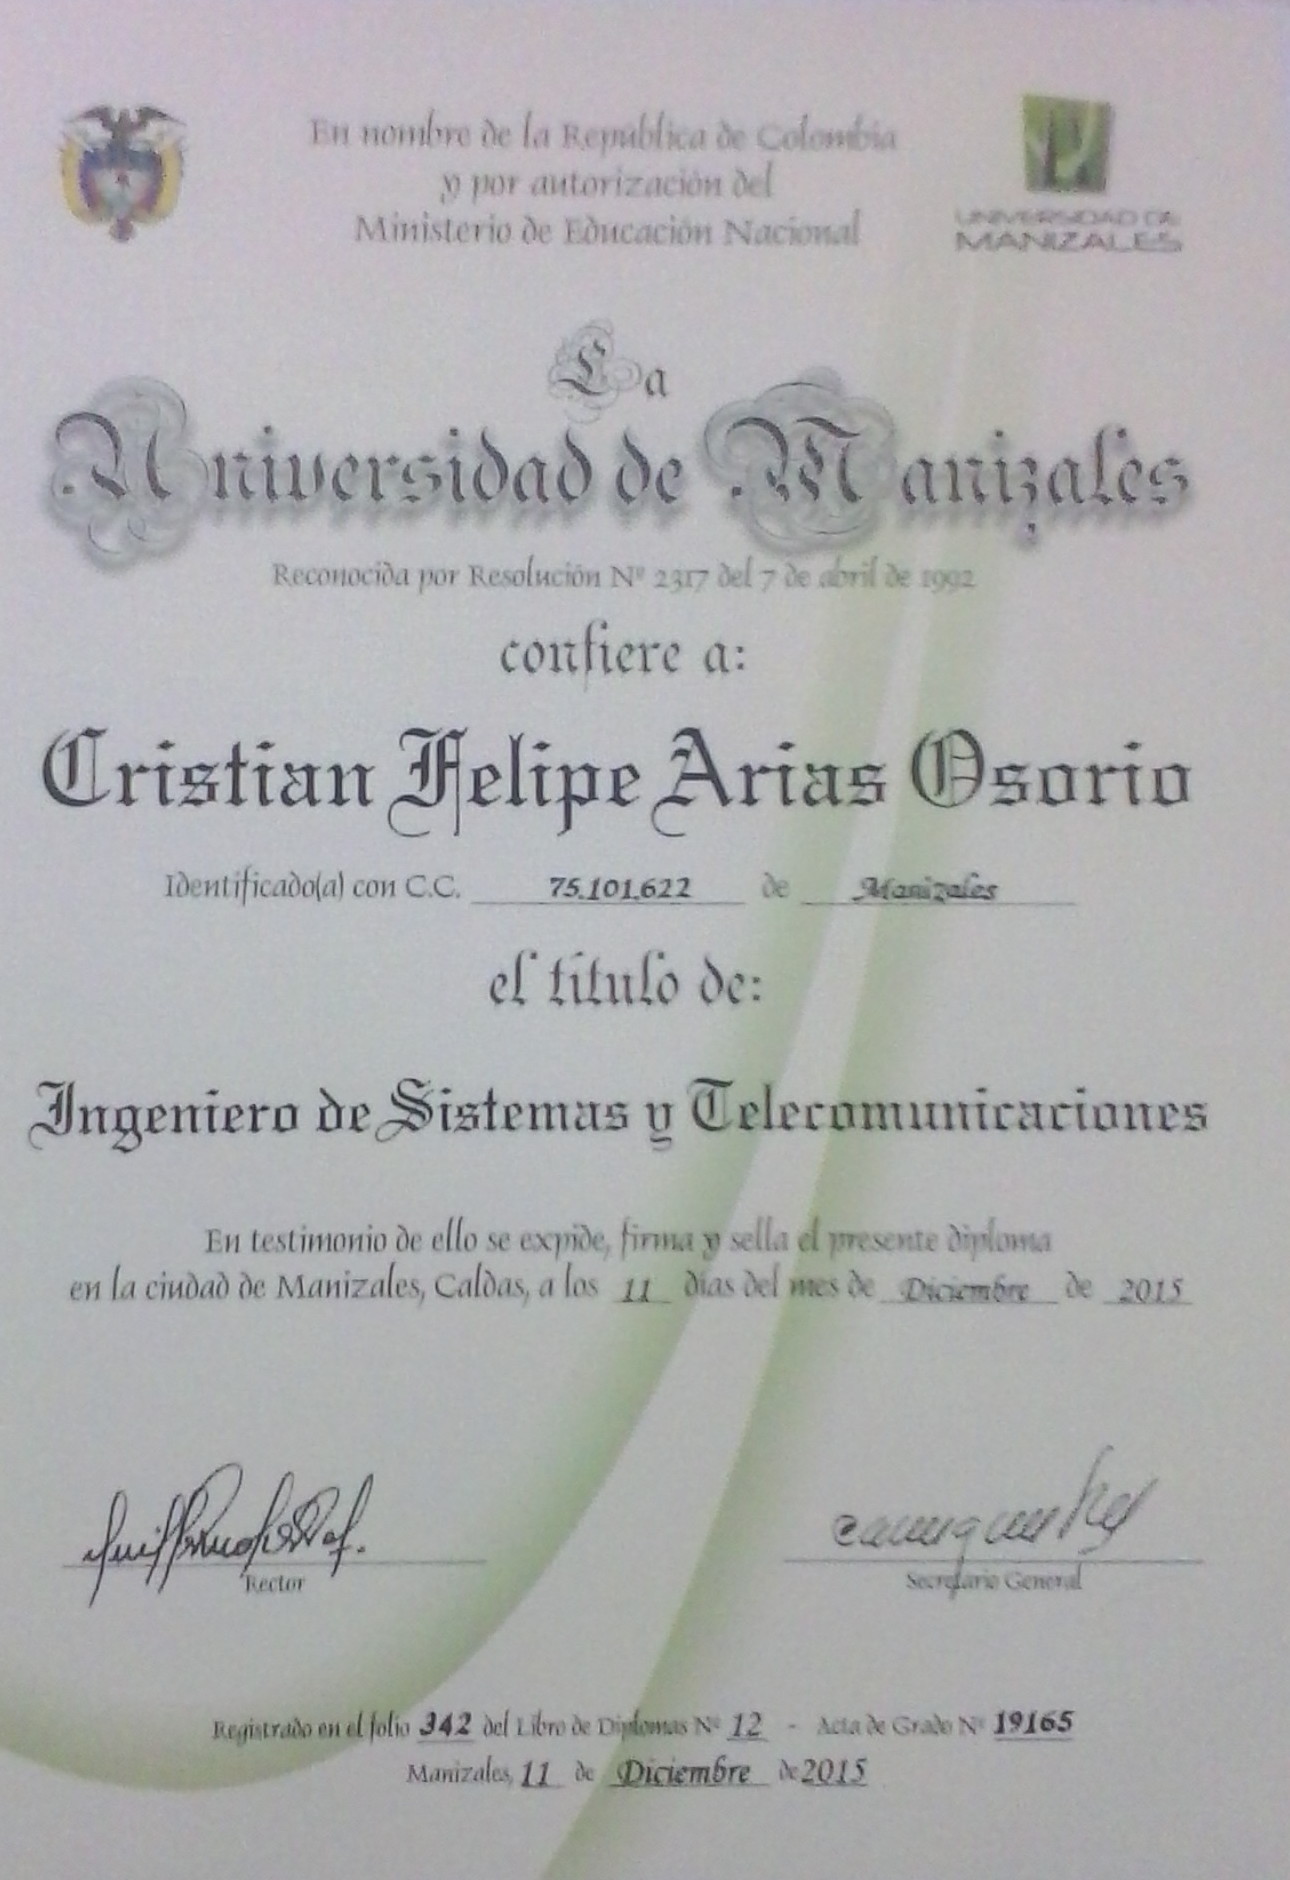 En nombre de la República de Colombia
y por autorización del
Ministerio de Educación Nacional
UNIVERSIDAD DE
MANIZALES
La
Universidad de Manizales
Reconocida por Resolución Nº 2317 del 7 de abril de 1992
confiere a:
Cristian Felipe Arias Osorio
Identificado(a) con C.C. 75.101.622 de Manizales
el título de:
Ingeniero de Sistemas y Telecomunicaciones
En testimonio de ello se expide, firma y sella el presente diploma
en la ciudad de Manizales, Caldas, a los 11 días del mes de Diciembre de 2015
Rector
Secretario General
Registrado en el folio 342 del Libro de Diplomas Nº 12 - Acta de Grado Nº 19165
Manizales, 11 de Diciembre de 2015